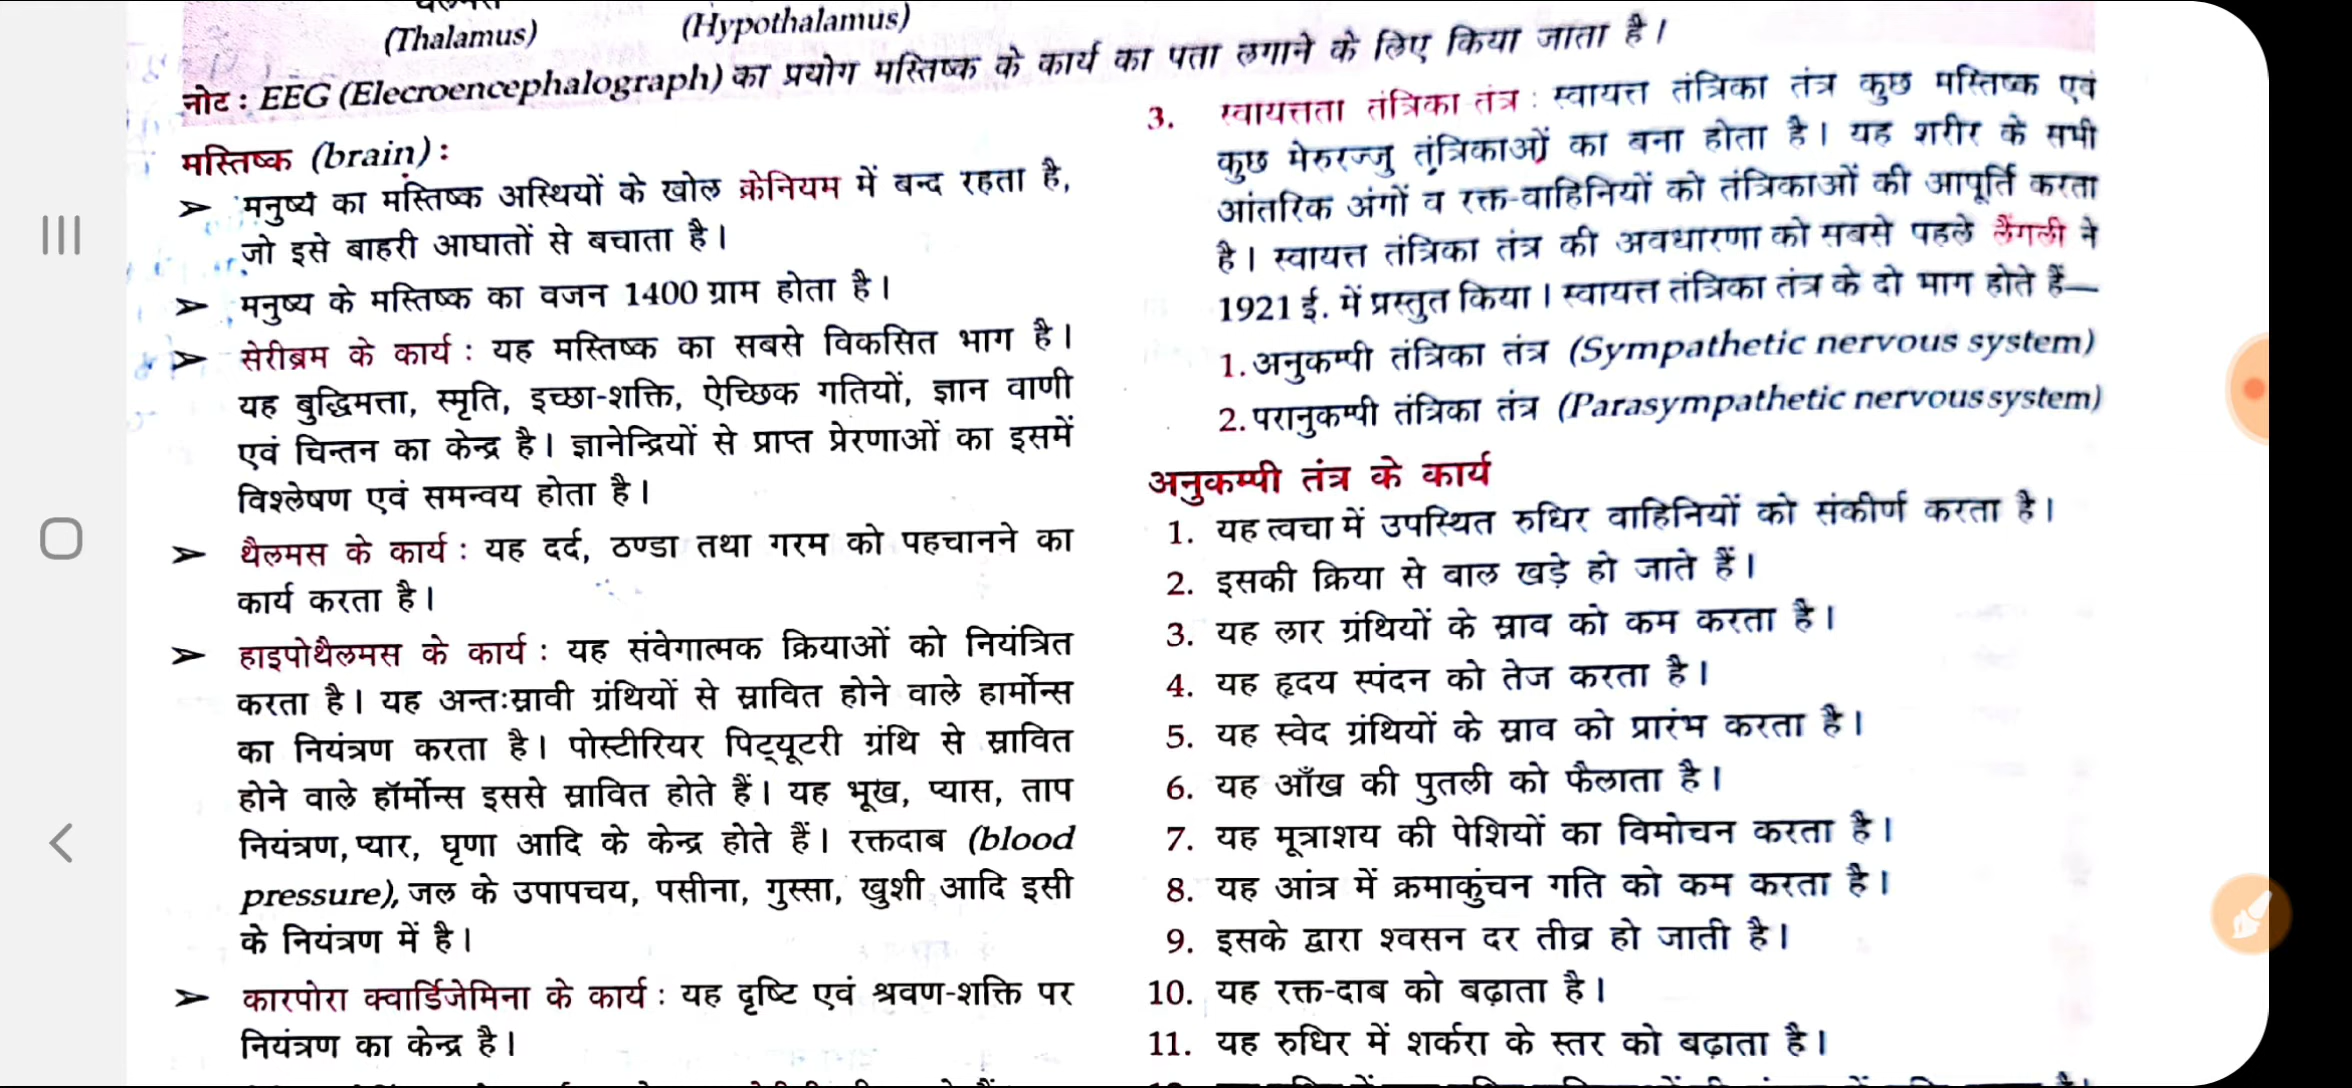 (Thalamus)
(Hypothalamus)
नोट : EEG (Elecroencephalograph) का प्रयोग मस्तिष्क के कार्य का पता लगाने के लिए किया जाता है।
मस्तिष्क (brain) :
➢ मनुष्य का मस्तिष्क अस्थियों के खोल क्रेनियम में बन्द रहता है,
जो इसे बाहरी आघातों से बचाता है।
➢ मनुष्य के मस्तिष्क का वजन 1400 ग्राम होता है।
➢ सेरीब्रम के कार्य : यह मस्तिष्क का सबसे विकसित भाग है।
यह बुद्धिमत्ता, स्मृति, इच्छा-शक्ति, ऐच्छिक गतियों, ज्ञान वाणी
एवं चिन्तन का केन्द्र है। ज्ञानेन्द्रियों से प्राप्त प्रेरणाओं का इसमें
विश्लेषण एवं समन्वय होता है।
➢ थैलमस के कार्य : यह दर्द, ठण्डा तथा गरम को पहचानने का
कार्य करता है।
➢ हाइपोथैलमस के कार्य : यह संवेगात्मक क्रियाओं को नियंत्रित
करता है। यह अन्तःस्रावी ग्रंथियों से स्रावित होने वाले हार्मोन्स
का नियंत्रण करता है। पोस्टीरियर पिट्यूटरी ग्रंथि से स्रावित
होने वाले हॉर्मोन्स इससे स्रावित होते हैं। यह भूख, प्यास, ताप
नियंत्रण, प्यार, घृणा आदि के केन्द्र होते हैं। रक्तदाब (blood
pressure), जल के उपापचय, पसीना, गुस्सा, खुशी आदि इसी
के नियंत्रण में है।
➢ कारपोरा क्वार्डिजेमिना के कार्य : यह दृष्टि एवं श्रवण-शक्ति पर
नियंत्रण का केन्द्र है।
3. स्वायत्तता तंत्रिका तंत्र : स्वायत्त तंत्रिका तंत्र कुछ मस्तिष्क एवं
कुछ मेरुरज्जु तंत्रिकाओं का बना होता है। यह शरीर के सभी
आंतरिक अंगों व रक्त-वाहिनियों को तंत्रिकाओं की आपूर्ति करता
है। स्वायत्त तंत्रिका तंत्र की अवधारणा को सबसे पहले लैंगली ने
1921 ई. में प्रस्तुत किया। स्वायत्त तंत्रिका तंत्र के दो भाग होते हैं—
1. अनुकम्पी तंत्रिका तंत्र (Sympathetic nervous system)
2. परानुकम्पी तंत्रिका तंत्र (Parasympathetic nervous system)
अनुकम्पी तंत्र के कार्य
1. यह त्वचा में उपस्थित रुधिर वाहिनियों को संकीर्ण करता है।
2. इसकी क्रिया से बाल खड़े हो जाते हैं।
3. यह लार ग्रंथियों के स्राव को कम करता है।
4. यह हृदय स्पंदन को तेज करता है।
5. यह स्वेद ग्रंथियों के स्राव को प्रारंभ करता है।
6. यह आँख की पुतली को फैलाता है।
7. यह मूत्राशय की पेशियों का विमोचन करता है।
8. यह आंत्र में क्रमाकुंचन गति को कम करता है।
9. इसके द्वारा श्वसन दर तीव्र हो जाती है।
10. यह रक्त-दाब को बढ़ाता है।
11. यह रुधिर में शर्करा के स्तर को बढ़ाता है।